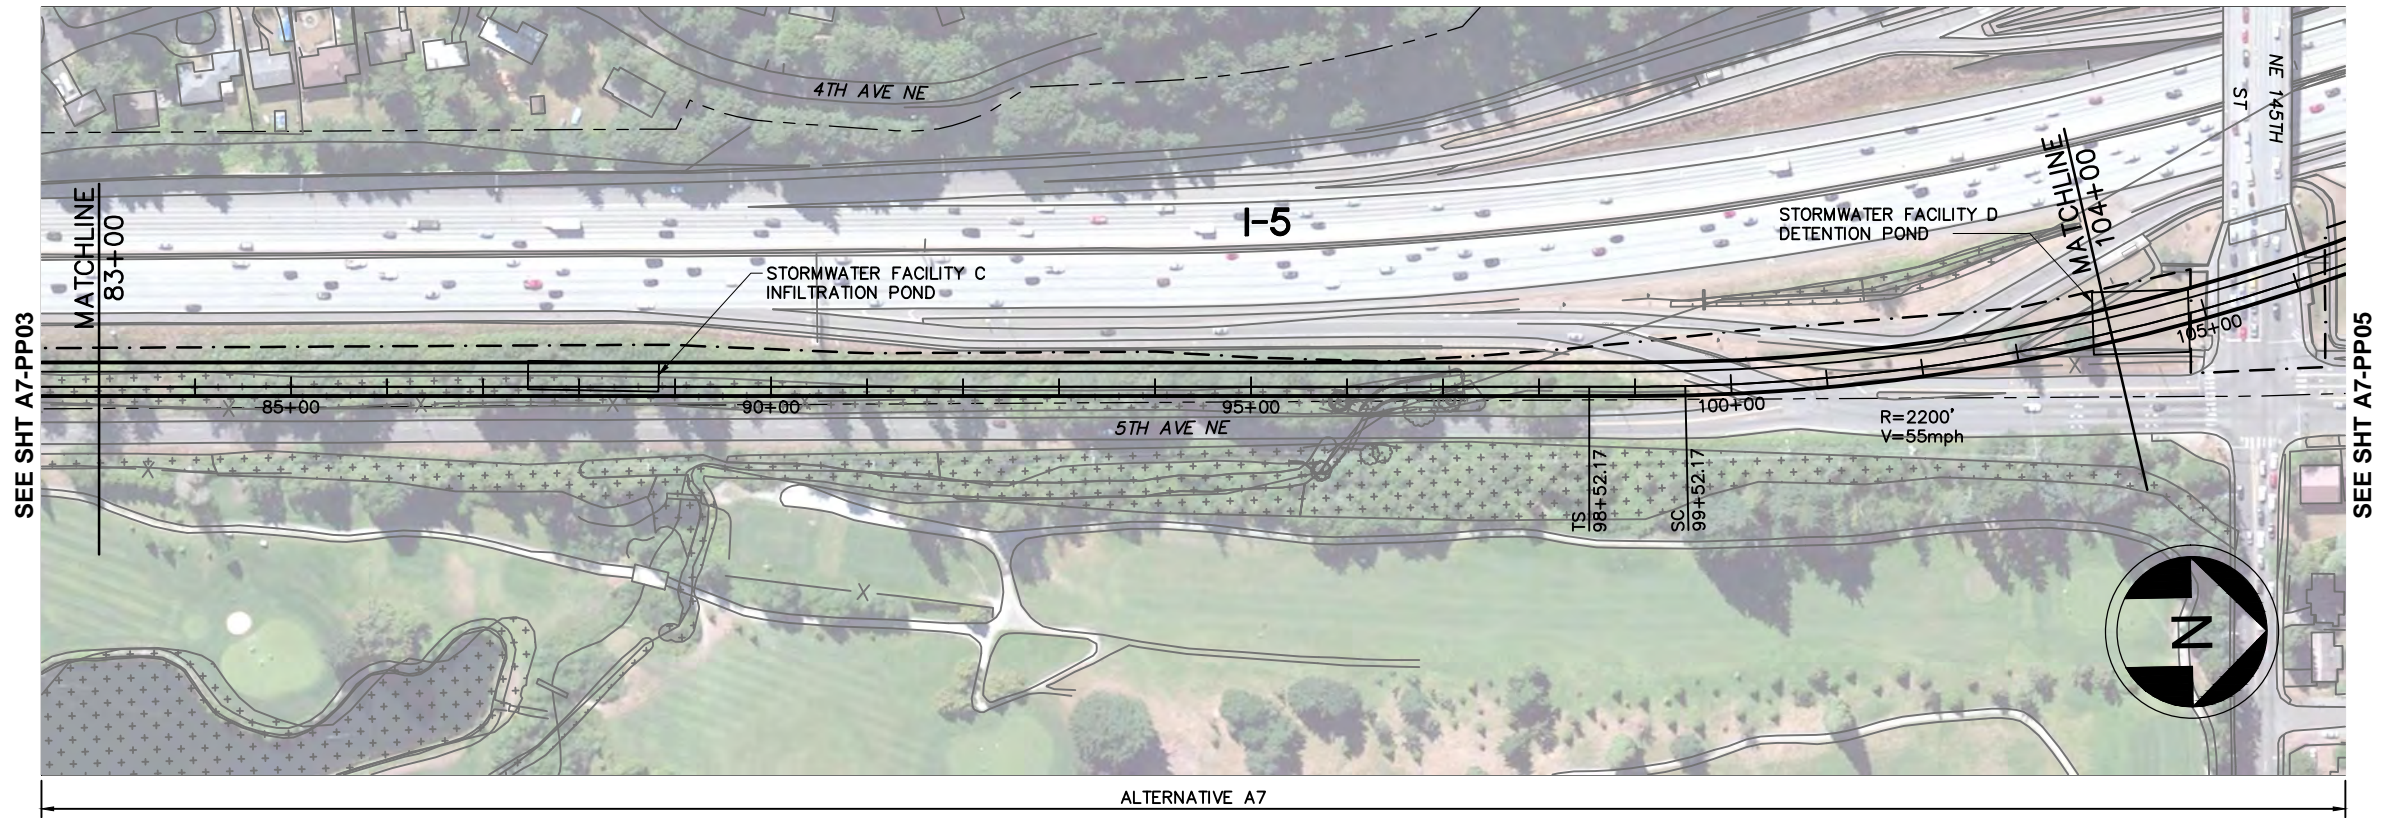 4TH AVE NE
NE 145TH
ST
MATCHLINE
83+00
I-5
STORMWATER FACILITY D
DETENTION POND
MATCHLINE
104+00
STORMWATER FACILITY C
INFILTRATION POND
SEE SHT A7-PP03
SEE SHT A7-PP05
105+00
85+00
90+00
95+00
100+00
5TH AVE NE
R=2200'
V=55mph
TS
98+52.17
SC
99+52.17
N
ALTERNATIVE A7